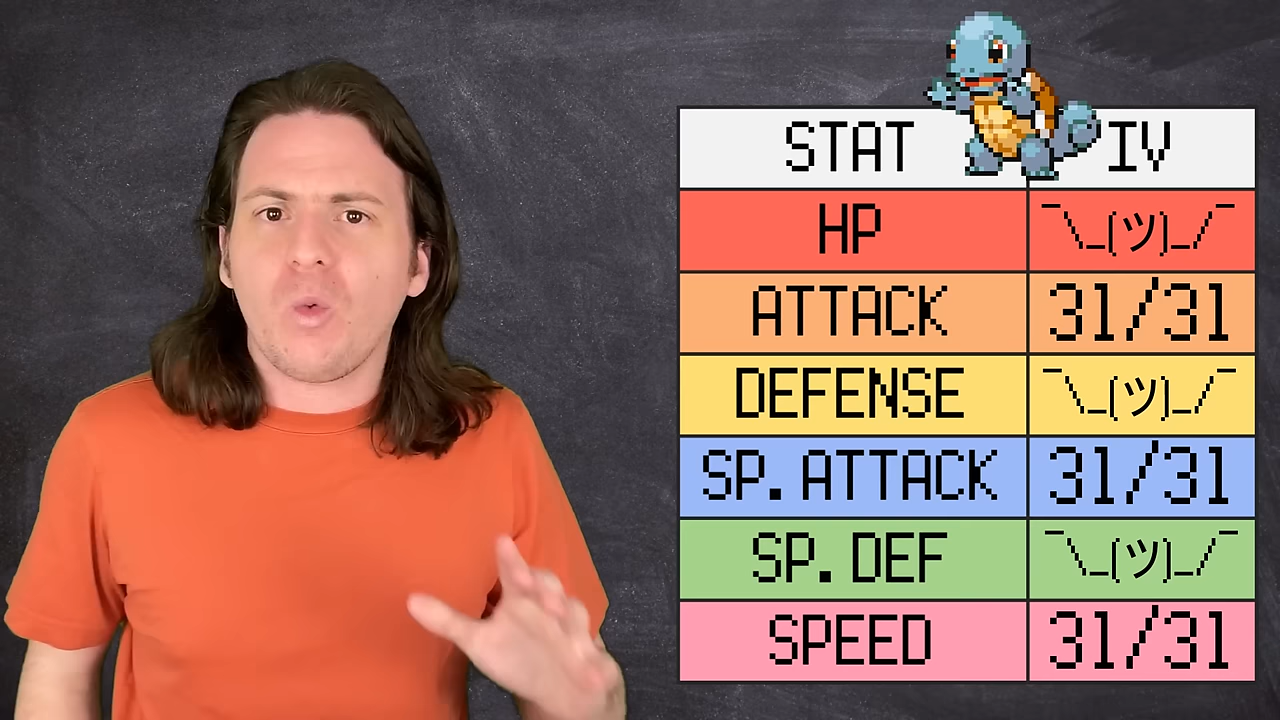 STAT IV
HP ¯\_(ツ)_/¯
ATTACK 31/31
DEFENSE ¯\_(ツ)_/¯
SP. ATTACK 31/31
SP. DEF ¯\_(ツ)_/¯
SPEED 31/31